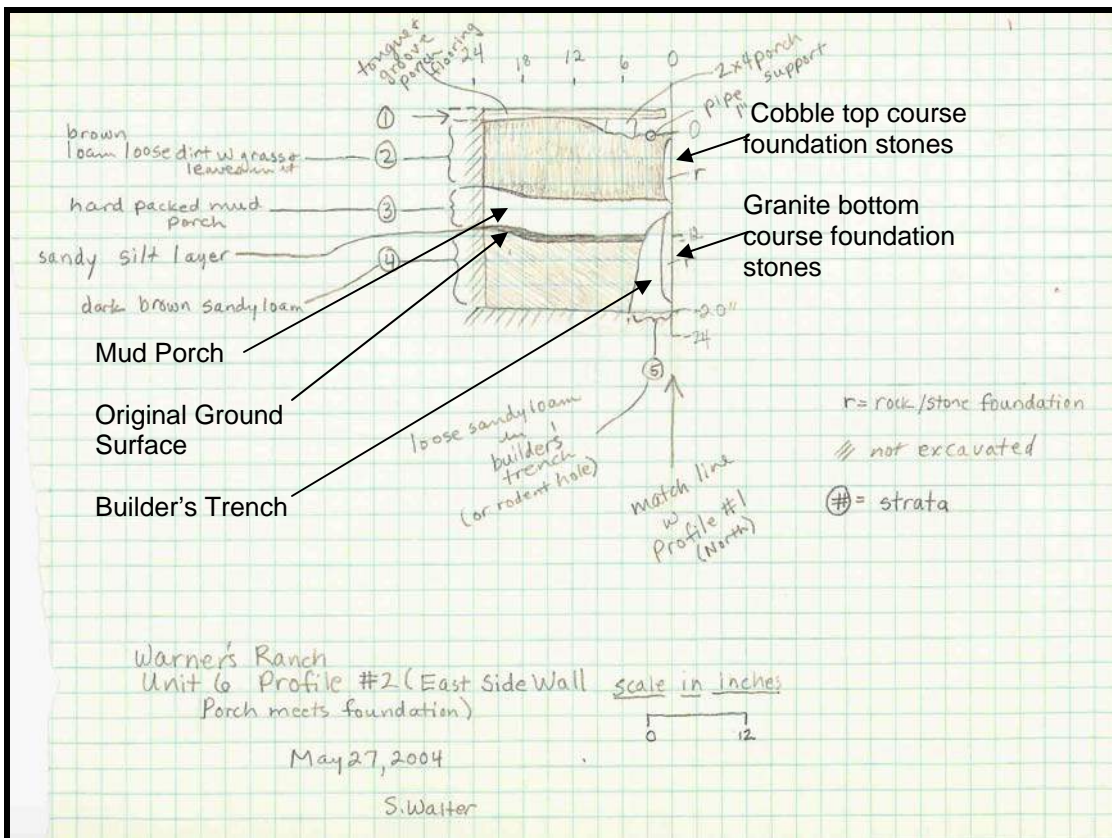 1
tongue &
groove
porch
flooring
24 18 12 6 0
2x4 porch
support
pipe
1"
①
0
brown
loam loose dirt w grass &
leaves in it
②
r
hard packed mud
porch
③
sandy silt layer
12
④
r
dark brown sandy loam
20"
24
⑤
Cobble top course
foundation stones
Granite bottom
course foundation
stones
Mud Porch
Original Ground
Surface
Builder's Trench
loose sandy loam
in
builders
trench
(or rodent hole)
match line
w
Profile #1
(North)
r = rock/stone foundation
not excavated
# = strata
Warner's Ranch
Unit 6 Profile #2 (East Side Wall
Porch meets foundation)
scale in inches
0 12
May 27, 2004
S. Walter